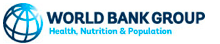 WORLD BANK GROUP
Health, Nutrition & Population